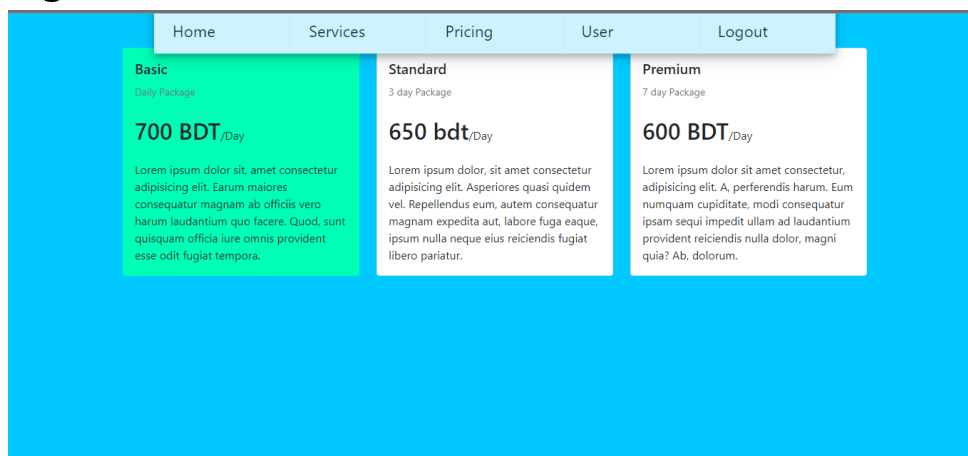 Home Services Pricing User Logout
Basic
Daily Package
700 BDT/Day
Lorem ipsum dolor sit, amet consectetur
adipisicing elit. Earum maiores
consequatur magnam ab officiis vero
harum laudantium quo facere. Quod, sunt
quisquam officia iure omnis provident
esse odit fugiat tempora.
Standard
3 day Package
650 bdt/Day
Lorem ipsum dolor, sit amet consectetur
adipisicing elit. Asperiores quasi quidem
vel. Repellendus eum, autem consequatur
magnam expedita aut, labore fuga eaque,
ipsum nulla neque eius reiciendis fugiat
libero pariatur.
Premium
7 day Package
600 BDT/Day
Lorem ipsum dolor sit amet consectetur,
adipisicing elit. A, perferendis harum. Eum
numquam cupiditate, modi consequatur
ipsam sequi impedit ullam ad laudantium
provident reiciendis nulla dolor, magni
quia? Ab, dolorum.